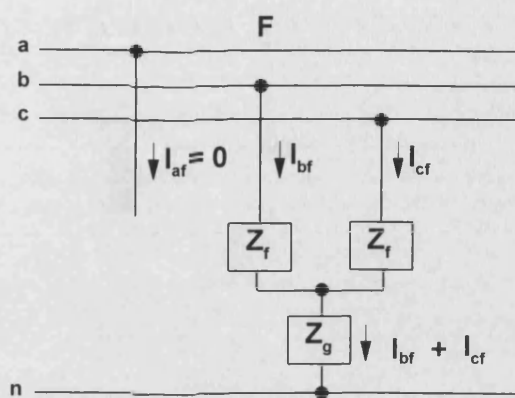 F
a
b
c
I_af = 0
I_bf
I_cf
Z_f
Z_f
Z_g
I_bf + I_cf
n